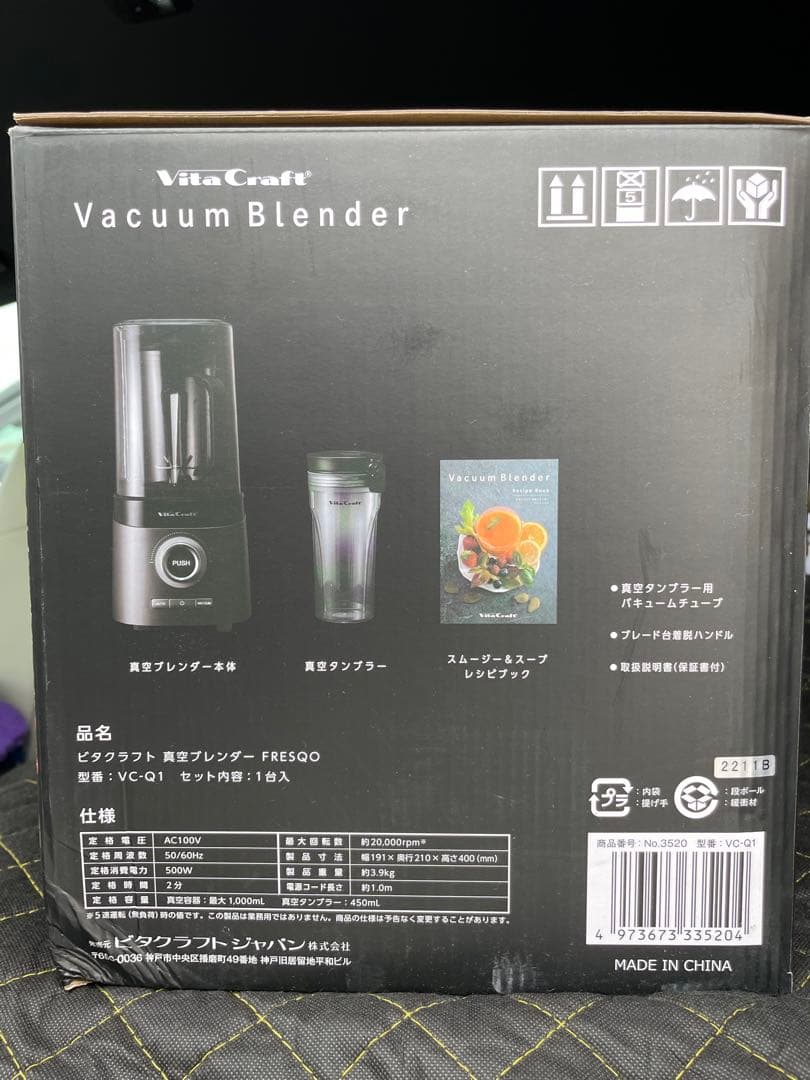 VitaCraft®
Vacuum Blender
5
VitaCraft
PUSH
VitaCraft
Vacuum Blender
Recipe Book
VitaCraft
真空ブレンダー本体
真空タンブラー
スムージー&スープ
レシピブック
●真空タンブラー用
バキュームチューブ
●ブレード台着脱ハンドル
●取扱説明書(保証書付)
品名
ビタクラフト 真空ブレンダー FRESQO
型番：VC-Q1 セット内容：1台入
2211B
プラ
：内袋
：提げ手
：段ボール
：緩衝材
仕様
定格電圧 AC100V 最大回転数 約20,000rpm※
定格周波数 50/60Hz 製品寸法 幅191×奥行210×高さ400(mm)
定格消費電力 500W 製品重量 約3.9kg
定格時間 2分 電源コード長さ 約1.0m
定格容量 真空容器：最大1,000mL 真空タンブラー：450mL
※5速運転(無負荷)時の値です。この製品は業務用ではありません。商品の仕様は予告なく変更することがあります。
発売元 ビタクラフトジャパン株式会社
-0036 神戸市中央区播磨町49番地 神戸旧居留地平和ビル
商品番号：No.3520 型番：VC-Q1
4 973673 335204
MADE IN CHINA